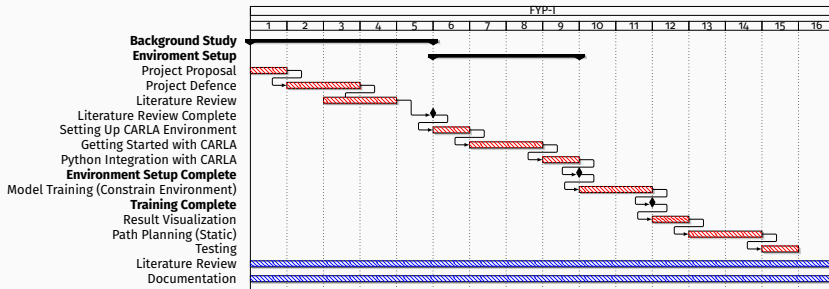 FYP-I
1 2 3 4 5 6 7 8 9 10 11 12 13 14 15 16
Background Study
Enviroment Setup
Project Proposal
Project Defence
Literature Review
Literature Review Complete
Setting Up CARLA Environment
Getting Started with CARLA
Python Integration with CARLA
Environment Setup Complete
Model Training (Constrain Environment)
Training Complete
Result Visualization
Path Planning (Static)
Testing
Literature Review
Documentation